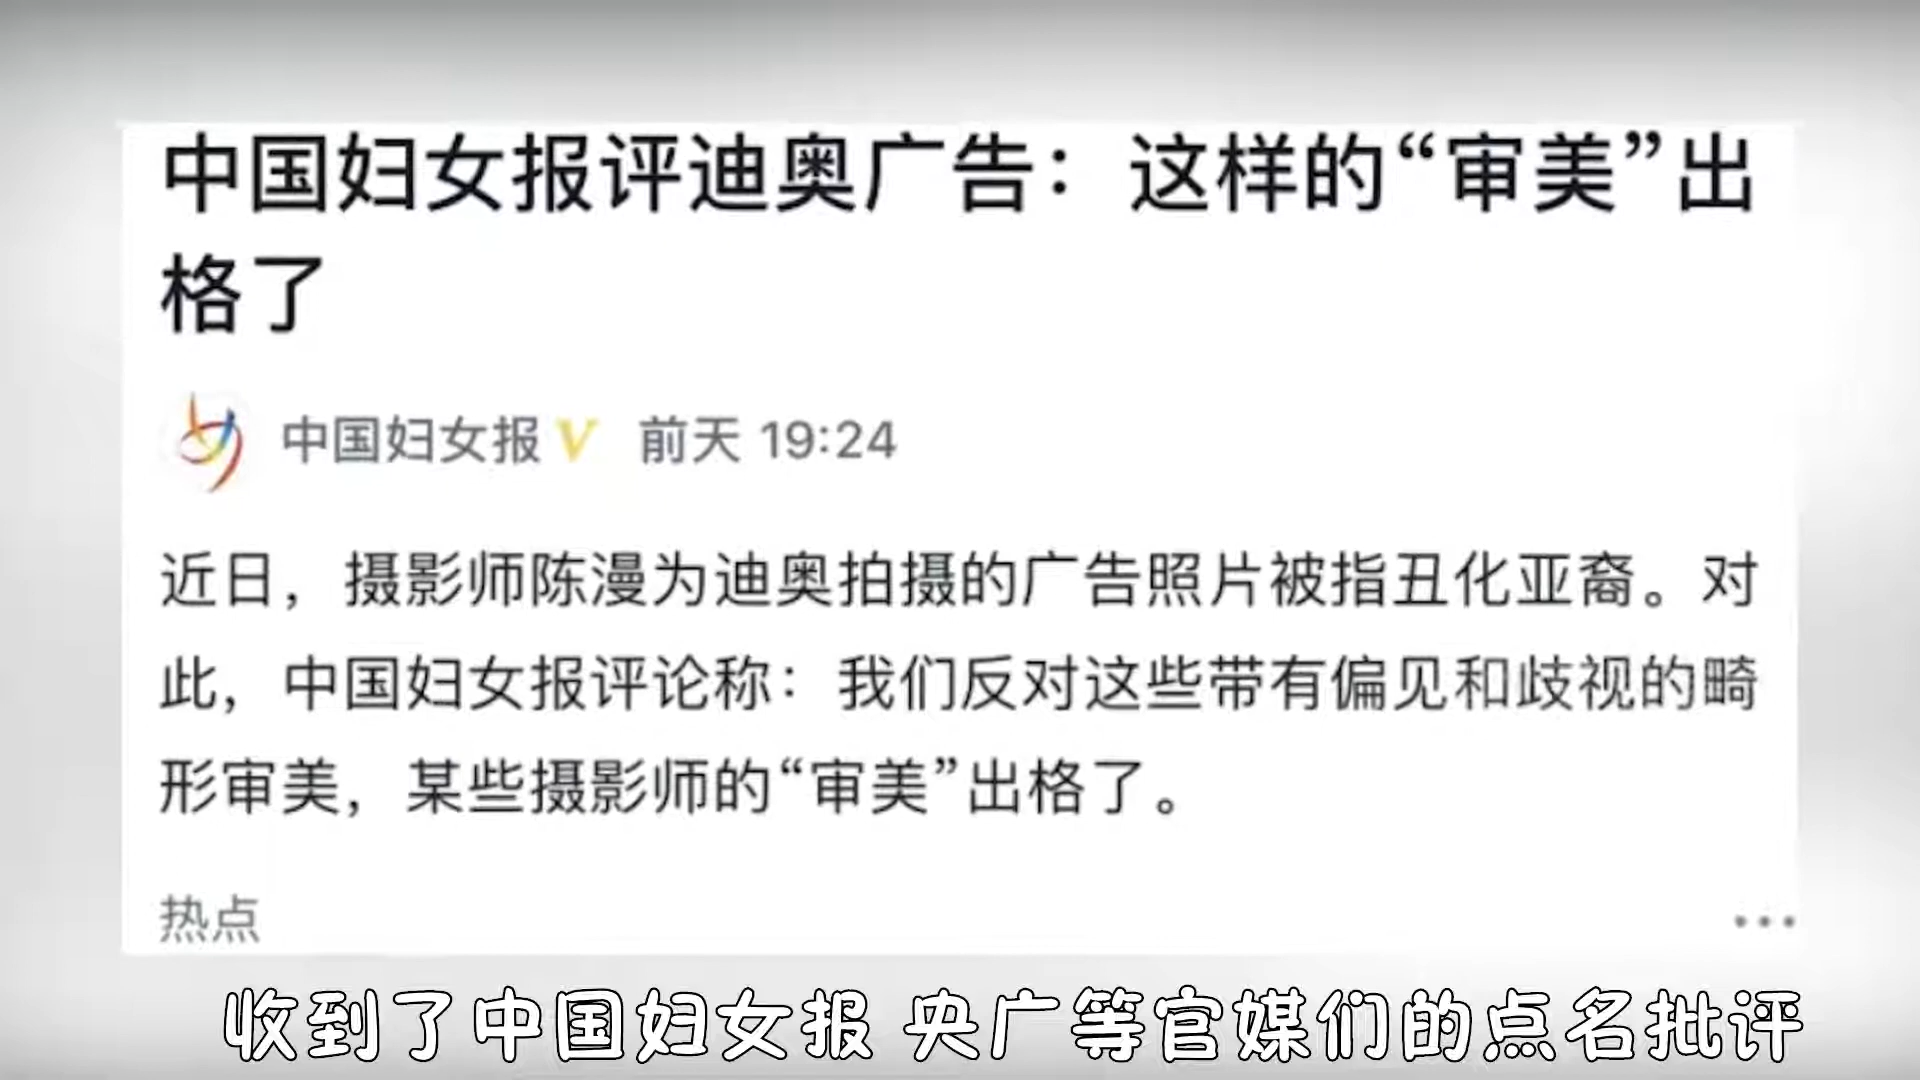 中国妇女报评迪奥广告：这样的“审美”出
格了
中国妇女报 V 前天 19:24
近日，摄影师陈漫为迪奥拍摄的广告照片被指丑化亚裔。对
此，中国妇女报评论称：我们反对这些带有偏见和歧视的畸
形审美，某些摄影师的“审美”出格了。
热点
收到了中国妇女报 央广等官媒们的点名批评